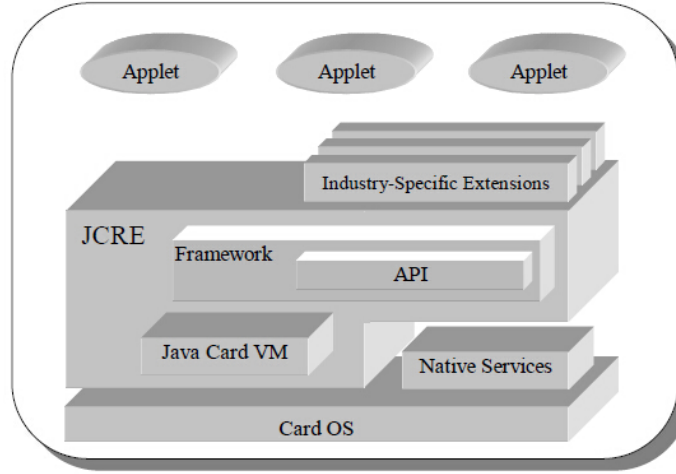 Applet
Applet
Applet
Industry-Specific Extensions
JCRE
Framework
API
Java Card VM
Native Services
Card OS